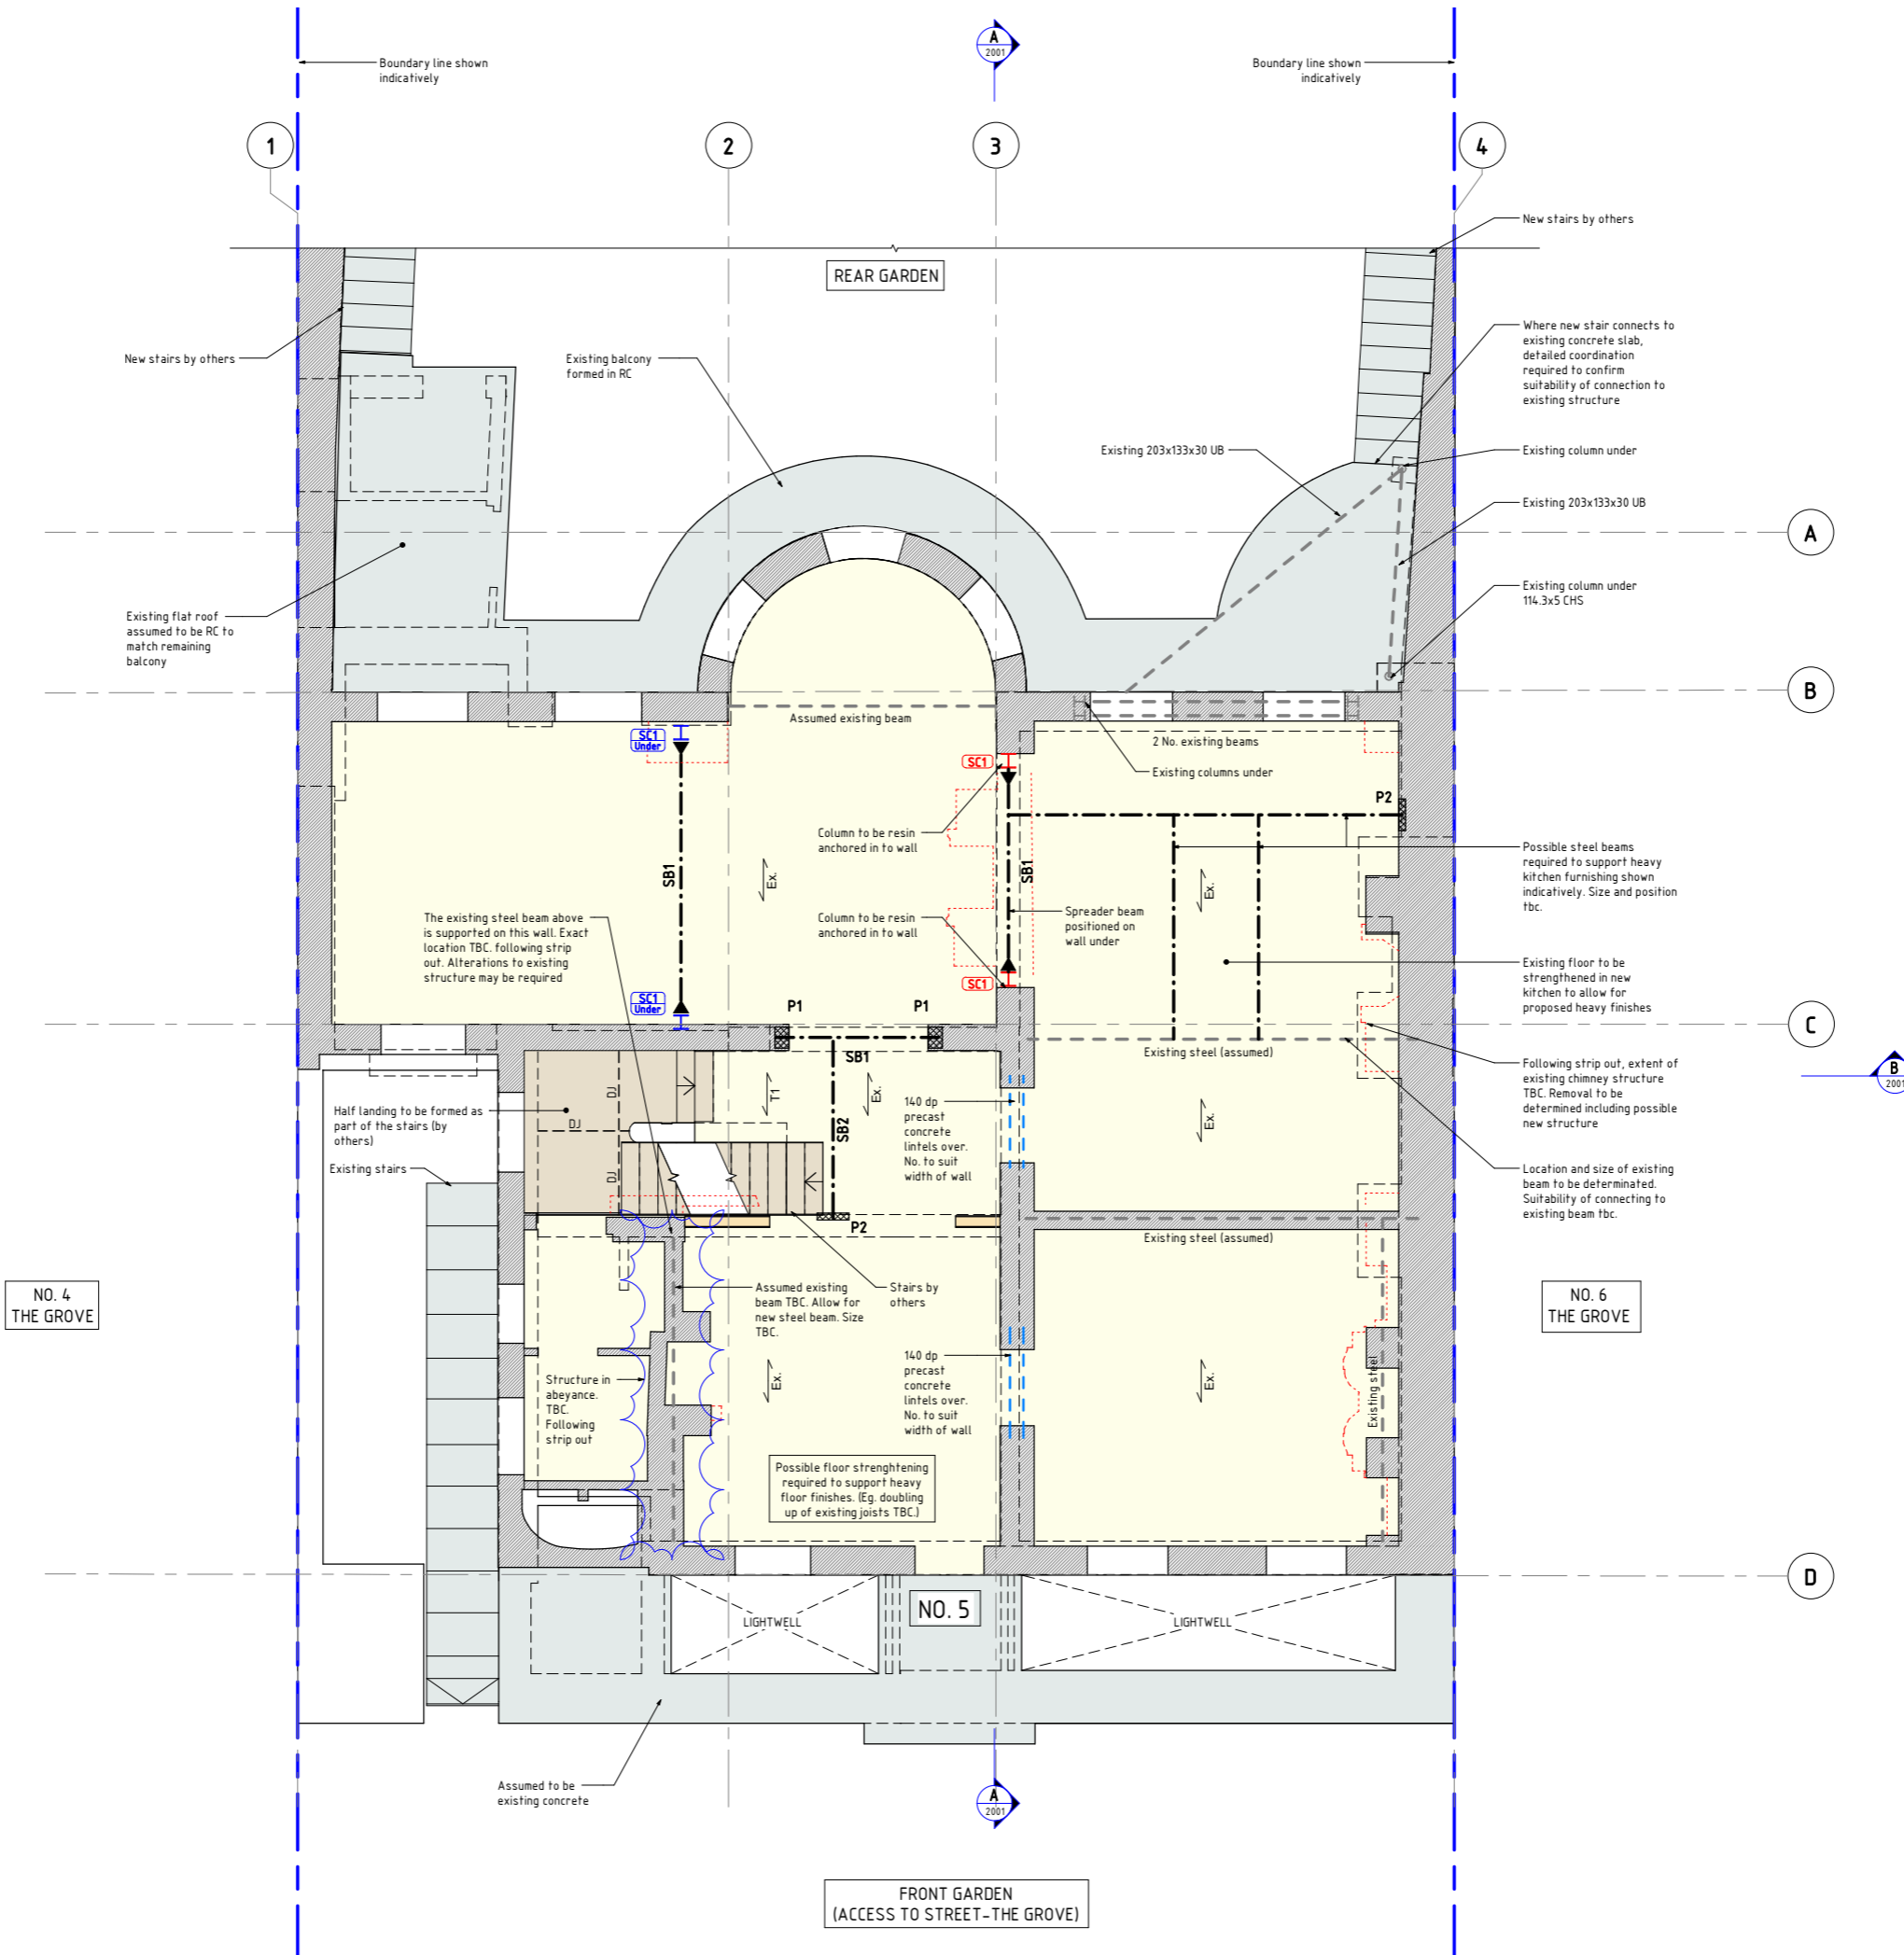 A
2001
Boundary line shown
indicatively
Boundary line shown
indicatively
1
2
3
4
New stairs by others
REAR GARDEN
New stairs by others
Existing balcony
formed in RC
Where new stair connects to
existing concrete slab,
detailed coordination
required to confirm
suitability of connection to
existing structure
Existing 203x133x30 UB
Existing column under
Existing 203x133x30 UB
A
Existing flat roof
assumed to be RC to
match remaining
balcony
Existing column under
114.3x5 CHS
B
Assumed existing beam
SC1
Under
SC1
2 No. existing beams
Existing columns under
P2
Column to be resin
anchored in to wall
SB1
Ex.
SB1
Ex.
Possible steel beams
required to support heavy
kitchen furnishing shown
indicatively. Size and position
tbc.
The existing steel beam above
is supported on this wall. Exact
location TBC. following strip
out. Alterations to existing
structure may be required
Column to be resin
anchored in to wall
Spreader beam
positioned on
wall under
Existing floor to be
strengthened in new
kitchen to allow for
proposed heavy finishes
SC1
Under
SC1
P1
P1
C
SB1
Existing steel (assumed)
Following strip out, extent of
existing chimney structure
TBC. Removal to be
determined including possible
new structure
B
2001
Half landing to be formed as
part of the stairs (by
others)
DJ
DJ
DJ
T1
Ex.
SB2
140 dp
precast
concrete
lintels over.
No. to suit
width of wall
Ex.
Existing stairs
Location and size of existing
beam to be determinated.
Suitability of connecting to
existing beam tbc.
P2
Existing steel (assumed)
NO. 4
THE GROVE
Assumed existing
beam TBC. Allow for
new steel beam. Size
TBC.
Stairs by
others
NO. 6
THE GROVE
Structure in
abeyance.
TBC.
Following
strip out
Ex.
140 dp
precast
concrete
lintels over.
No. to suit
width of wall
Ex.
Existing steel
Possible floor strenghtening
required to support heavy
floor finishes. (Eg. doubling
up of existing joists TBC.)
D
LIGHTWELL
NO. 5
LIGHTWELL
Assumed to be
existing concrete
A
2001
FRONT GARDEN
(ACCESS TO STREET-THE GROVE)